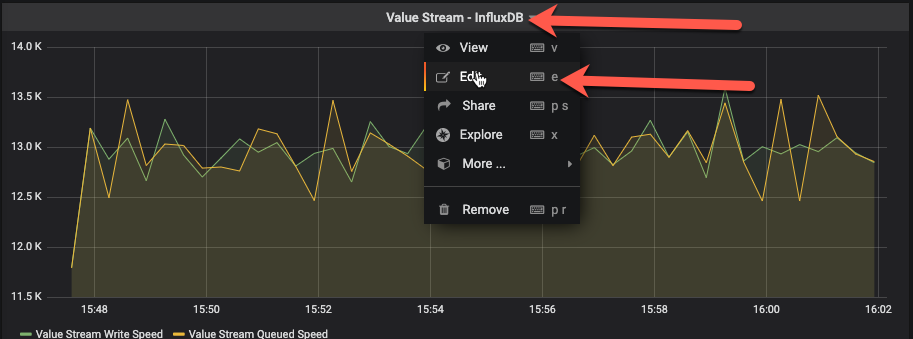 Value Stream - InfluxDB
14.0 K
13.5 K
13.0 K
12.5 K
12.0 K
11.5 K
View v
Edit e
Share p s
Explore x
More ...
Remove p r
15:48 15:50 15:52 15:54 15:56 15:58 16:00 16:02
Value Stream Write Speed Value Stream Queued Speed